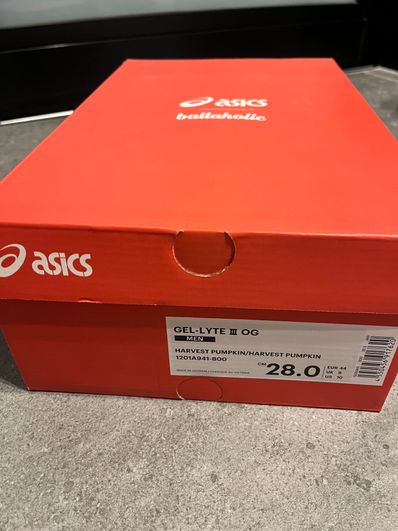 asics
ballaholic
asics
GEL-LYTE III OG
MEN
HARVEST PUMPKIN/HARVEST PUMPKIN
1201A941-800
CM 28.0
EUR 44
UK 9
US 10